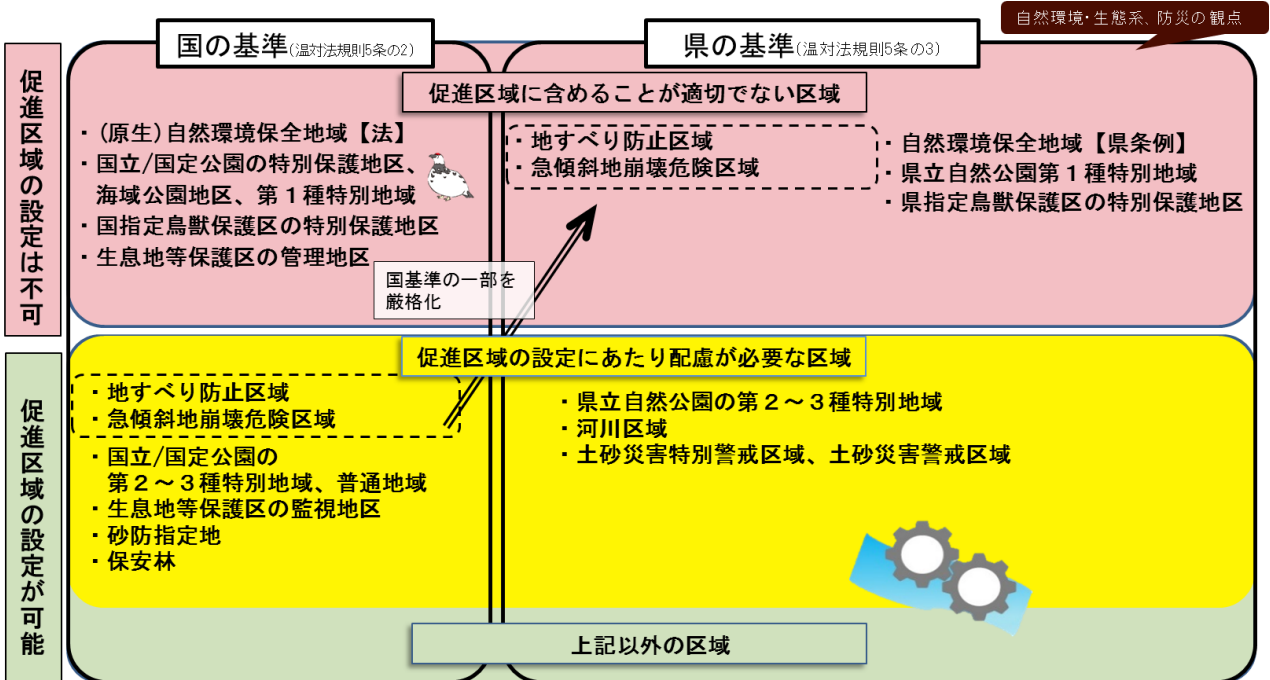 自然環境・生態系、防災の観点
国の基準(温対法規則5条の2)
県の基準(温対法規則5条の3)
促進区域の設定は不可
促進区域に含めることが適切でない区域
・(原生)自然環境保全地域【法】
・国立/国定公園の特別保護地区、
海域公園地区、第１種特別地域
・国指定鳥獣保護区の特別保護地区
・生息地等保護区の管理地区
・地すべり防止区域
・急傾斜地崩壊危険区域
・自然環境保全地域【県条例】
・県立自然公園第１種特別地域
・県指定鳥獣保護区の特別保護地区
国基準の一部を
厳格化
促進区域の設定が可能
促進区域の設定にあたり配慮が必要な区域
・地すべり防止区域
・急傾斜地崩壊危険区域
・国立/国定公園の
第２～３種特別地域、普通地域
・生息地等保護区の監視地区
・砂防指定地
・保安林
・県立自然公園の第２～３種特別地域
・河川区域
・土砂災害特別警戒区域、土砂災害警戒区域
上記以外の区域